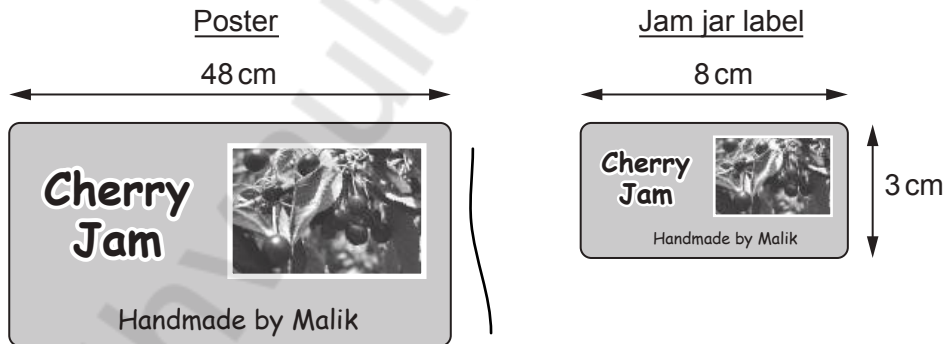 Poster
48 cm
Cherry
Jam
Handmade by Malik
Jam jar label
8 cm
3 cm
Cherry
Jam
Handmade by Malik